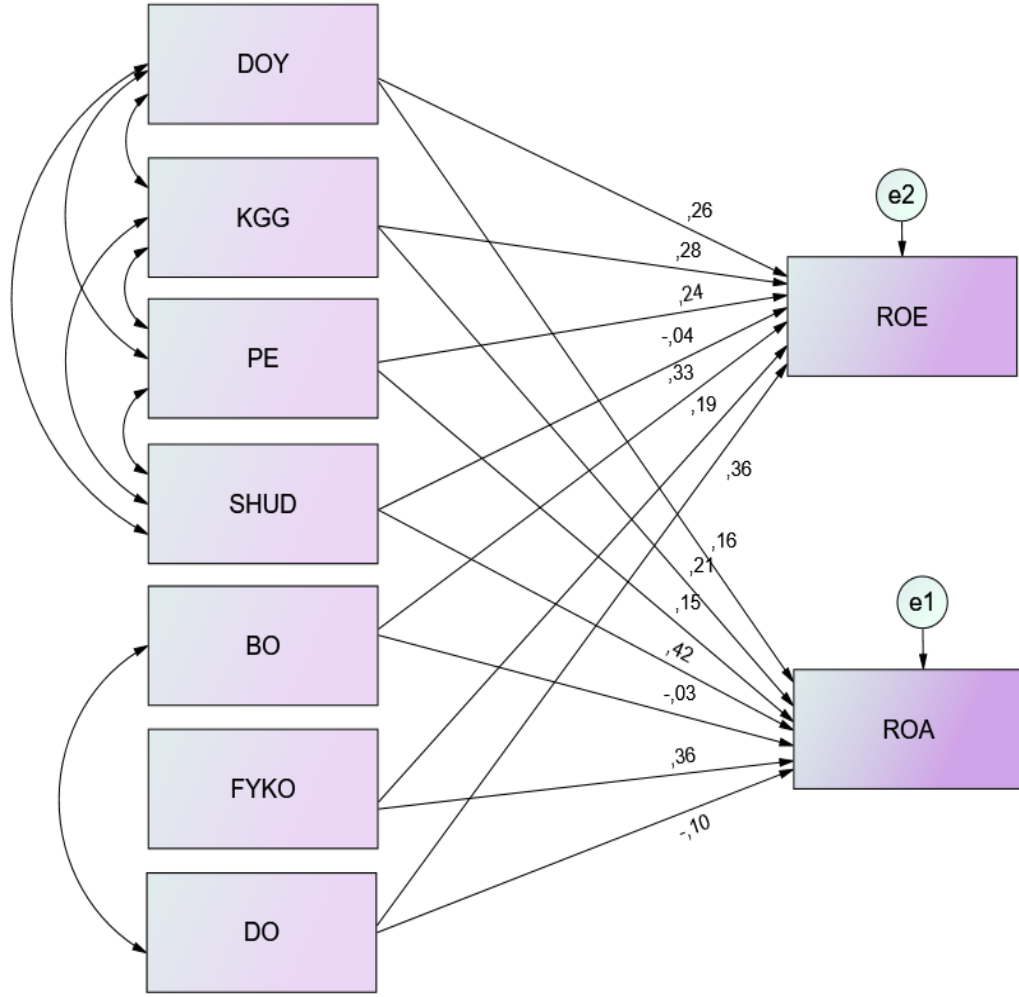 DOY
KGG
PE
SHUD
BO
FYKO
DO
,26
,28
,24
-,04
,33
,19
,36
,16
,21
,15
,42
-,03
,36
-,10
e2
ROE
e1
ROA